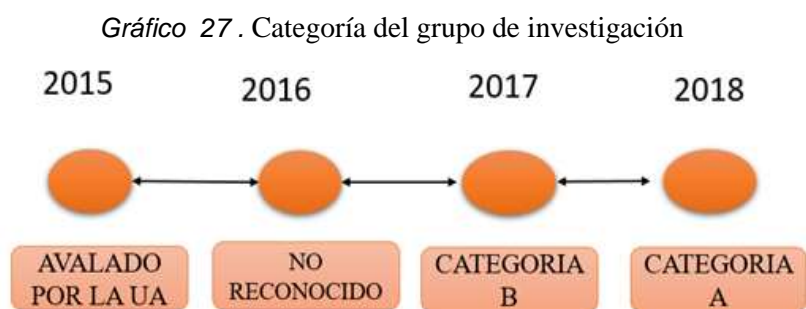 Gráfico 27 . Categoría del grupo de investigación
2015
2016
2017
2018
AVALADO
POR LA UA
NO
RECONOCIDO
CATEGORIA
B
CATEGORIA
A